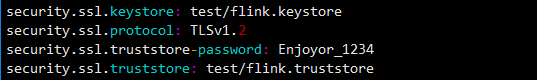 security.ssl.keystore: test/flink.keystore
security.ssl.protocol: TLSv1.2
security.ssl.truststore-password: Enjoyor_1234
security.ssl.truststore: test/flink.truststore